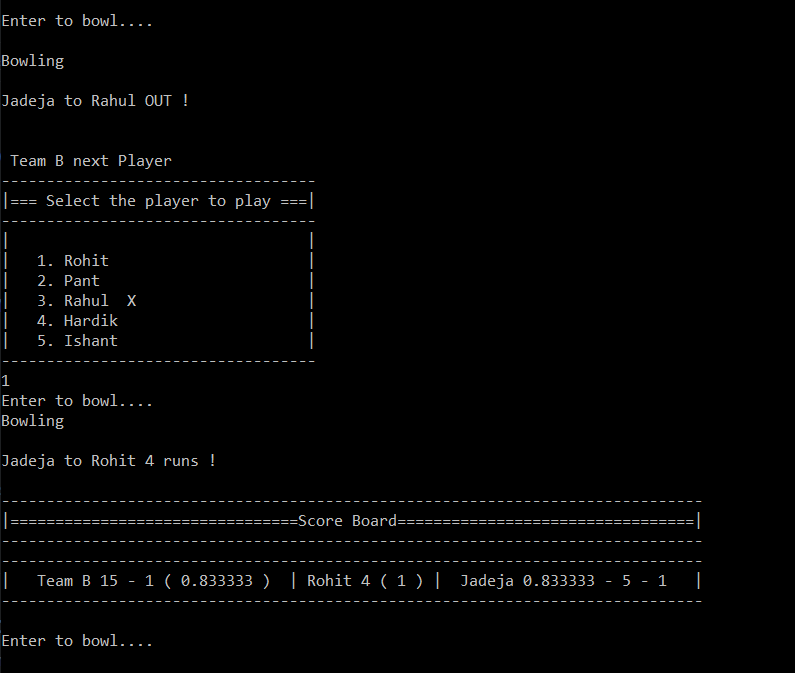 Enter to bowl....
Bowling
Jadeja to Rahul OUT !
Team B next Player
-----------------------------------
|=== Select the player to play ===|
-----------------------------------
|                                 |
|   1. Rohit                      |
|   2. Pant                       |
|   3. Rahul  X                   |
|   4. Hardik                     |
|   5. Ishant                     |
-----------------------------------
1
Enter to bowl....
Bowling
Jadeja to Rohit 4 runs !
------------------------------------------------------------------------------
|================================Score Board=================================|
------------------------------------------------------------------------------
------------------------------------------------------------------------------
|   Team B 15 - 1 ( 0.833333 )  | Rohit 4 ( 1 ) |  Jadeja 0.833333 - 5 - 1   |
------------------------------------------------------------------------------
Enter to bowl....